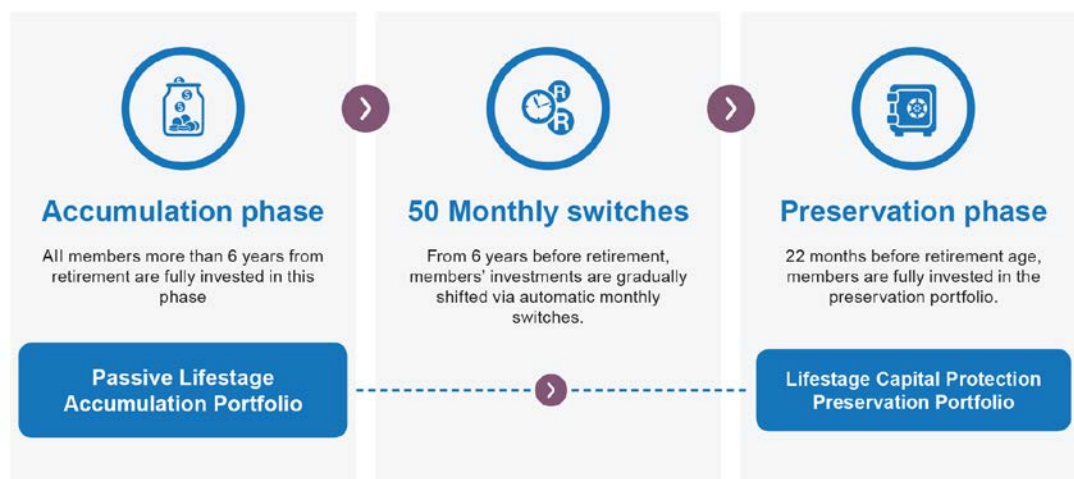 Accumulation phase
All members more than 6 years from
retirement are fully invested in this
phase
Passive Lifestage
Accumulation Portfolio
R
R
50 Monthly switches
From 6 years before retirement,
members' investments are gradually
shifted via automatic monthly
switches.
Preservation phase
22 months before retirement age,
members are fully invested in the
preservation portfolio.
Lifestage Capital Protection
Preservation Portfolio